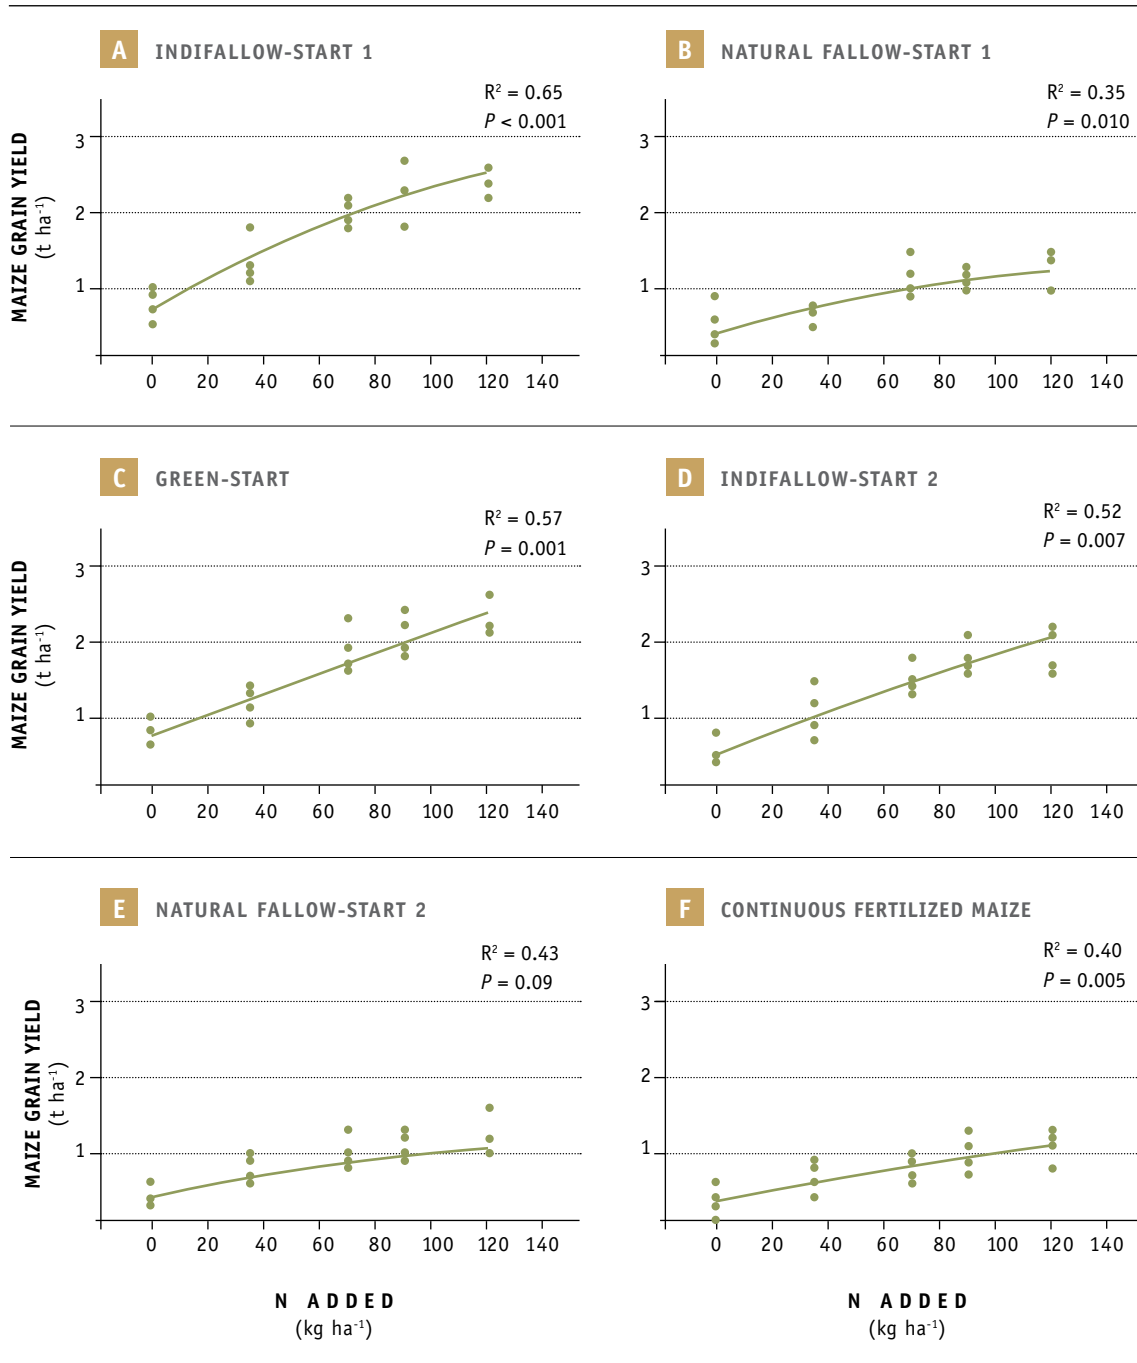 A INDIFALLOW-START 1
R² = 0.65
P < 0.001
MAIZE GRAIN YIELD
(t ha⁻¹)
3
2
1
0 20 40 60 80 100 120 140
B NATURAL FALLOW-START 1
R² = 0.35
P = 0.010
3
2
1
0 20 40 60 80 100 120 140
C GREEN-START
R² = 0.57
P = 0.001
MAIZE GRAIN YIELD
(t ha⁻¹)
3
2
1
0 20 40 60 80 100 120 140
D INDIFALLOW-START 2
R² = 0.52
P = 0.007
3
2
1
0 20 40 60 80 100 120 140
E NATURAL FALLOW-START 2
R² = 0.43
P = 0.09
MAIZE GRAIN YIELD
(t ha⁻¹)
3
2
1
0 20 40 60 80 100 120 140
N ADDED
(kg ha⁻¹)
F CONTINUOUS FERTILIZED MAIZE
R² = 0.40
P = 0.005
3
2
1
0 20 40 60 80 100 120 140
N ADDED
(kg ha⁻¹)